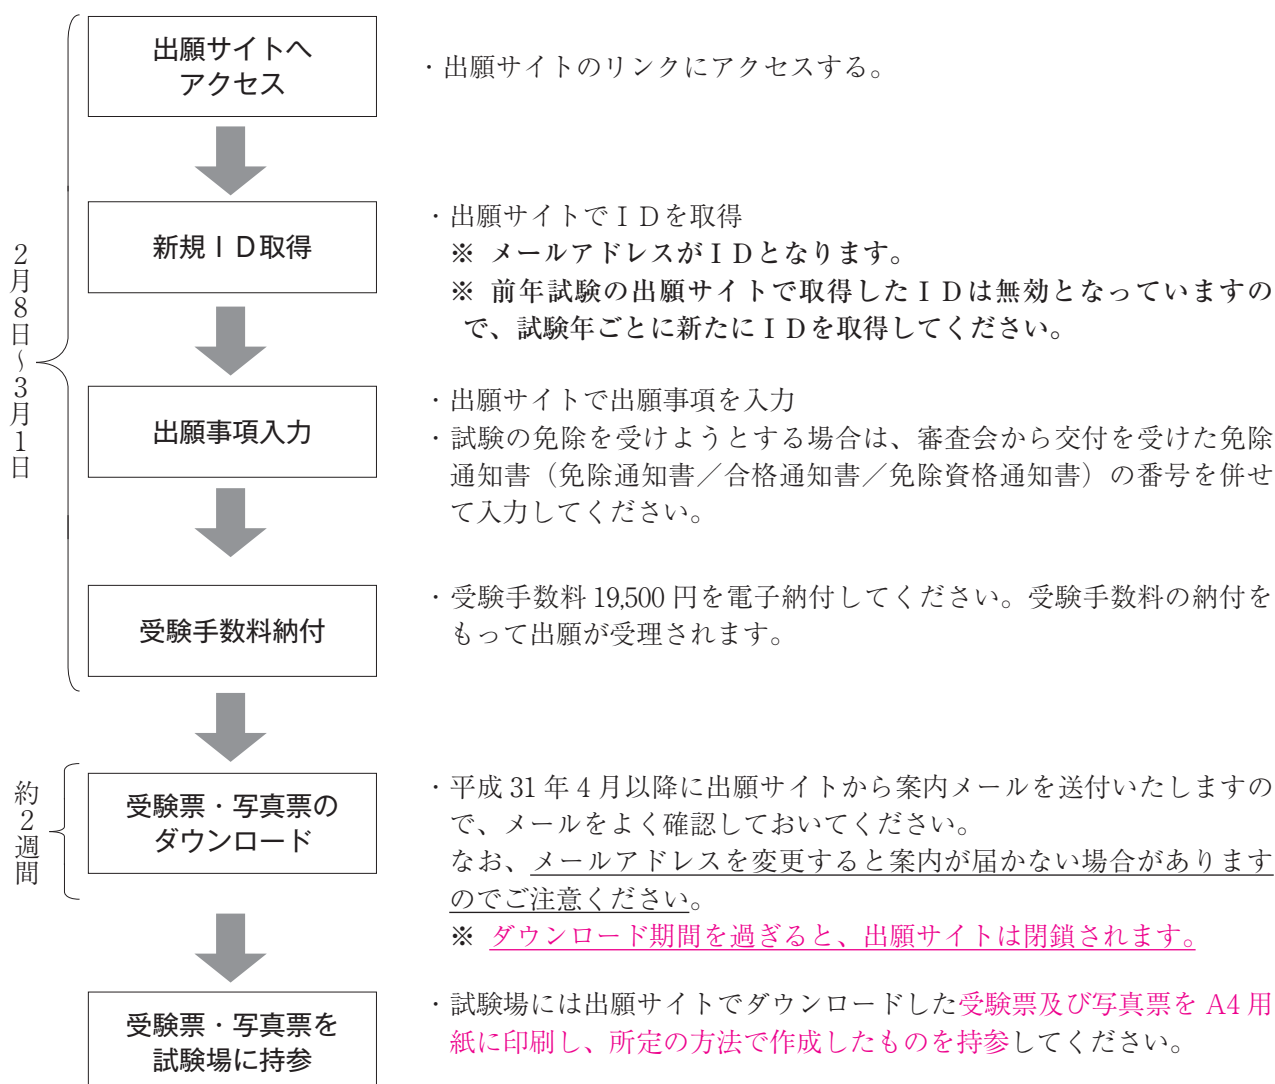 出願サイトへ
アクセス
・出願サイトのリンクにアクセスする。
2月8日〜3月1日
新規ＩＤ取得
・出願サイトでＩＤを取得
※ メールアドレスがＩＤとなります。
※ 前年試験の出願サイトで取得したＩＤは無効となっていますの
で、試験年ごとに新たにＩＤを取得してください。
出願事項入力
・出願サイトで出願事項を入力
・試験の免除を受けようとする場合は、審査会から交付を受けた免除
通知書（免除通知書／合格通知書／免除資格通知書）の番号を併せ
て入力してください。
受験手数料納付
・受験手数料 19,500 円を電子納付してください。受験手数料の納付を
もって出願が受理されます。
約2週間
受験票・写真票の
ダウンロード
・平成 31 年 4 月以降に出願サイトから案内メールを送付いたしますの
で、メールをよく確認しておいてください。
なお、メールアドレスを変更すると案内が届かない場合があります
のでご注意ください。
※ ダウンロード期間を過ぎると、出願サイトは閉鎖されます。
受験票・写真票を
試験場に持参
・試験場には出願サイトでダウンロードした受験票及び写真票を A4 用
紙に印刷し、所定の方法で作成したものを持参してください。